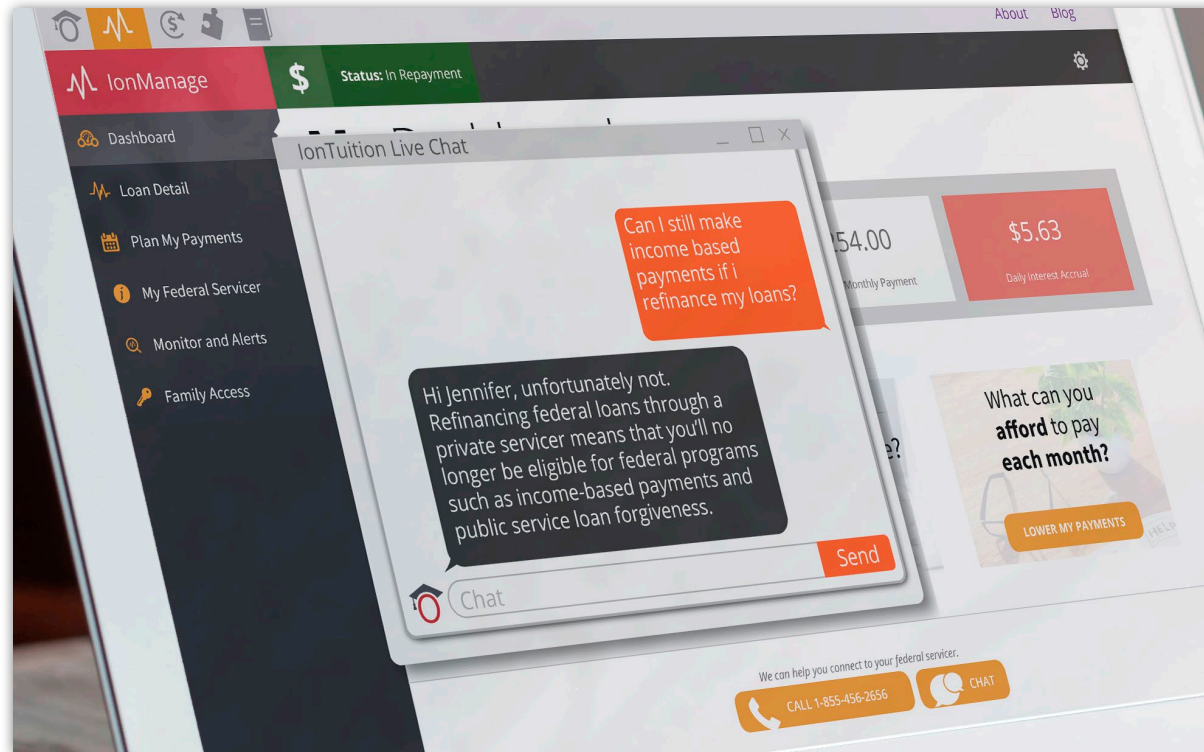 About Blog
IonManage
$
Status: In Repayment
Dashboard
Loan Detail
Plan My Payments
My Federal Servicer
Monitor and Alerts
Family Access
IonTuition Live Chat
Can I still make
income based
payments if i
refinance my loans?
Hi Jennifer, unfortunately not.
Refinancing federal loans through a
private servicer means that you'll no
longer be eligible for federal programs
such as income-based payments and
public service loan forgiveness.
Chat
Send
54.00
Monthly Payment
$5.63
Daily Interest Accrual
What can you
afford to pay
each month?
LOWER MY PAYMENTS
HELP
We can help you connect to your federal servicer.
CALL 1-855-456-2656
CHAT